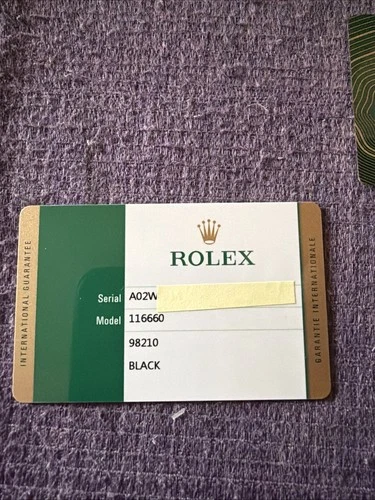 INTERNATIONAL GUARANTEE
ROLEX
Serial A02W
Model 116660
98210
BLACK
GARANTIE INTERNATIONALE